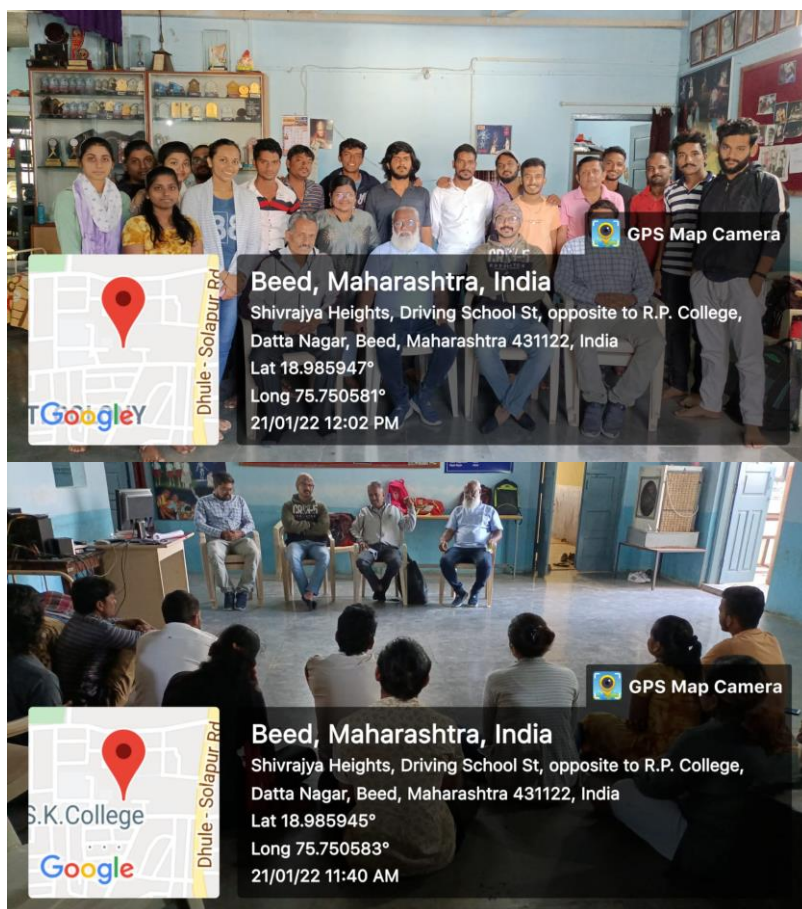 GPS Map Camera
Beed, Maharashtra, India
Shivrajya Heights, Driving School St, opposite to R.P. College,
Datta Nagar, Beed, Maharashtra 431122, India
Lat 18.985947°
Long 75.750581°
21/01/22 12:02 PM
Dhule - Solapur Rd
Google
GPS Map Camera
Beed, Maharashtra, India
Shivrajya Heights, Driving School St, opposite to R.P. College,
Datta Nagar, Beed, Maharashtra 431122, India
Lat 18.985945°
Long 75.750583°
21/01/22 11:40 AM
S.K.College
Dhule - Solapur Rd
Google